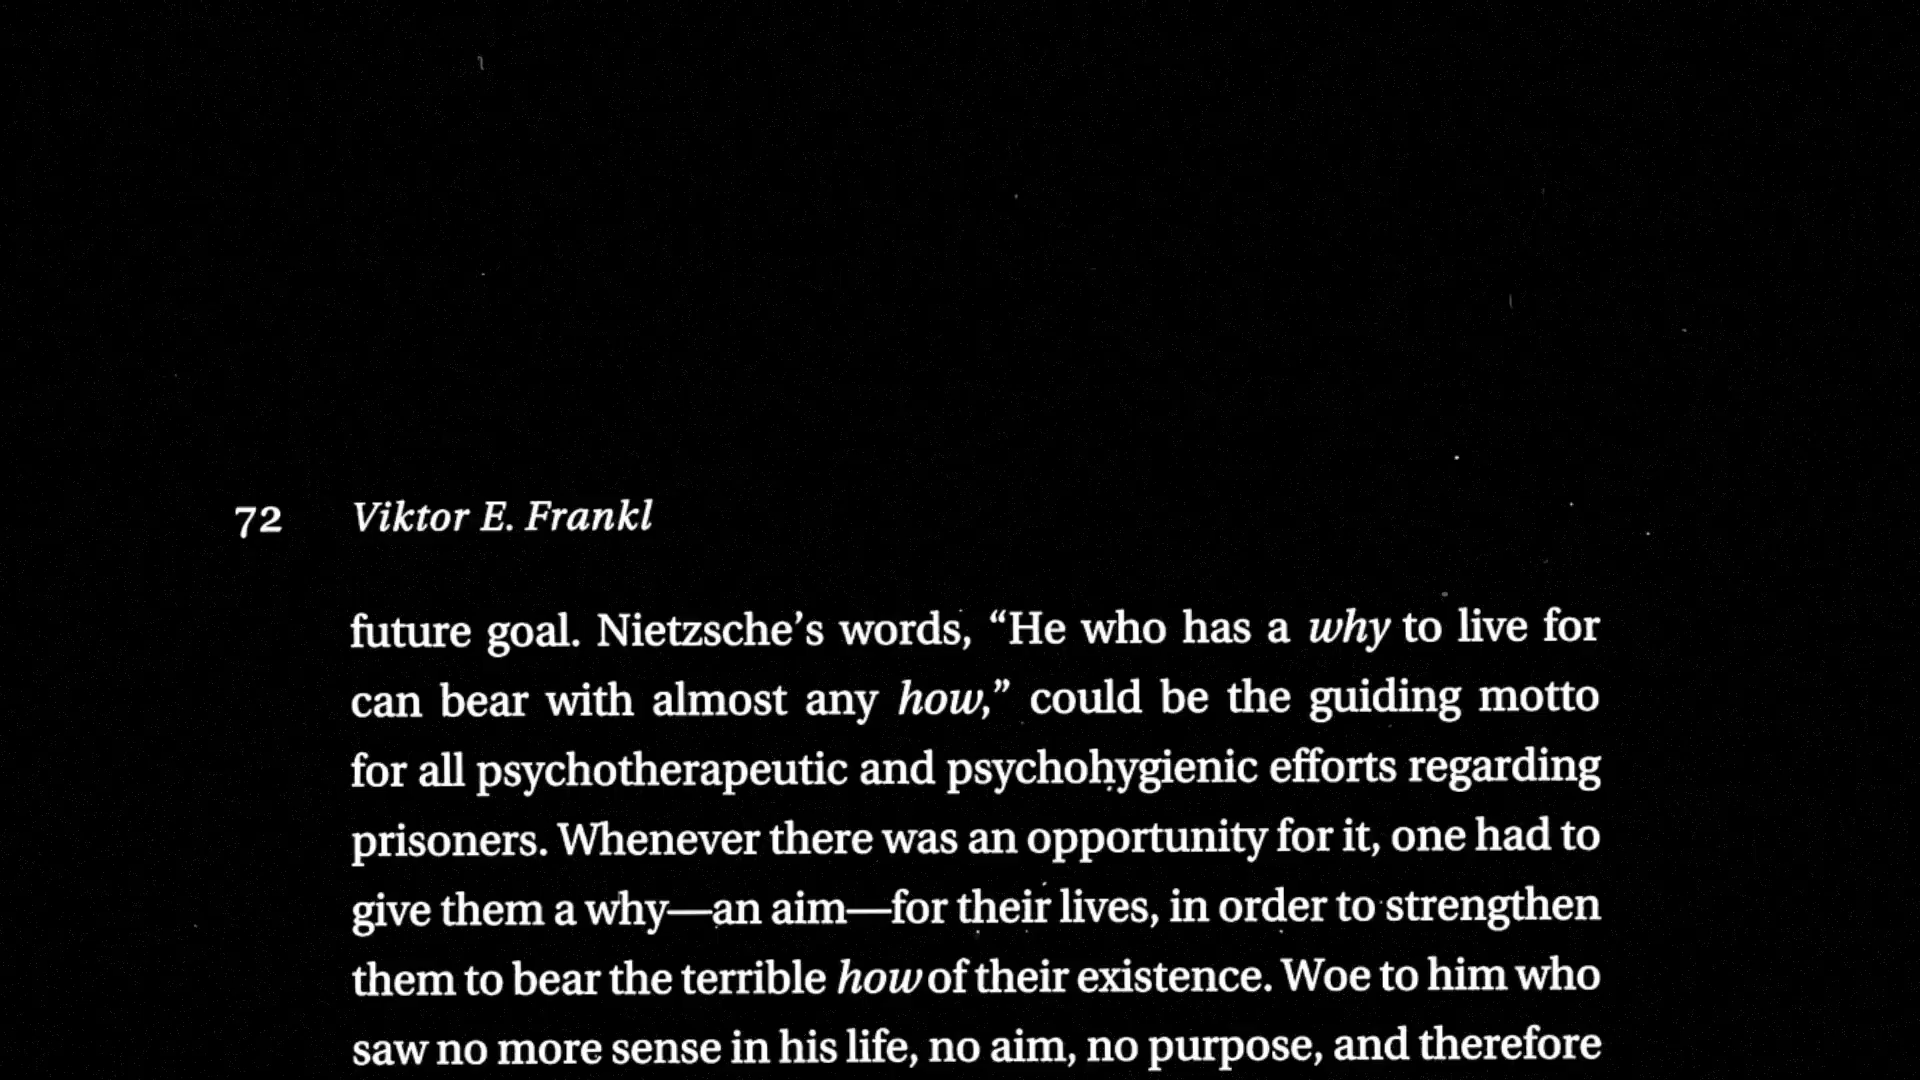 72 Viktor E. Frankl
future goal. Nietzsche’s words, “He who has a why to live for
can bear with almost any how,” could be the guiding motto
for all psychotherapeutic and psychohygienic efforts regarding
prisoners. Whenever there was an opportunity for it, one had to
give them a why—an aim—for their lives, in order to strengthen
them to bear the terrible how of their existence. Woe to him who
saw no more sense in his life, no aim, no purpose, and therefore